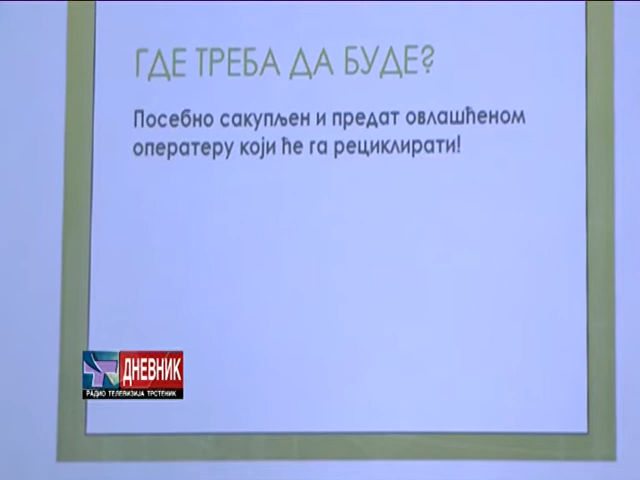 ГДЕ ТРЕБА ДА БУДЕ?
Посебно сакупљен и предат овлашћеном
оператеру који ће га рециклирати!
ДНЕВНИК
РАДИО ТЕЛЕВИЗИЈА ТРСТЕНИК